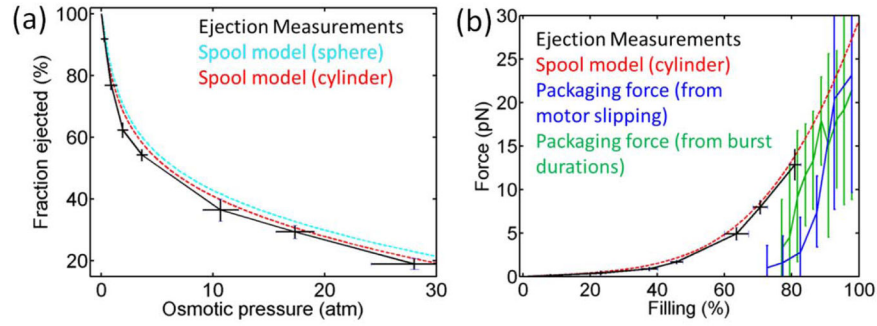 (a)
100
80
60
40
20
Fraction ejected (%)
Ejection Measurements
Spool model (sphere)
Spool model (cylinder)
0
10
20
30
Osmotic pressure (atm)
(b)
30
25
20
15
10
5
0
Force (pN)
Ejection Measurements
Spool model (cylinder)
Packaging force (from
motor slipping)
Packaging force (from burst
durations)
0
20
40
60
80
100
Filling (%)